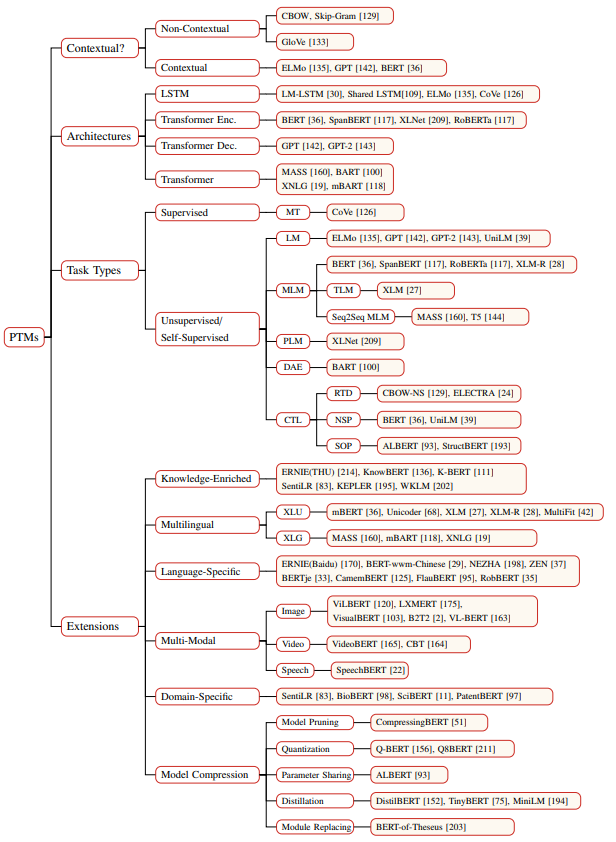 PTMs
Contextual?
Non-Contextual
CBOW, Skip-Gram [129]
GloVe [133]
Contextual
ELMo [135], GPT [142], BERT [36]
Architectures
LSTM
LM-LSTM [30], Shared LSTM[109], ELMo [135], CoVe [126]
Transformer Enc.
BERT [36], SpanBERT [117], XLNet [209], RoBERTa [117]
Transformer Dec.
GPT [142], GPT-2 [143]
Transformer
MASS [160], BART [100]
XNLG [19], mBART [118]
Task Types
Supervised
MT
CoVe [126]
Unsupervised/
Self-Supervised
LM
ELMo [135], GPT [142], GPT-2 [143], UniLM [39]
MLM
BERT [36], SpanBERT [117], RoBERTa [117], XLM-R [28]
TLM
XLM [27]
Seq2Seq MLM
MASS [160], T5 [144]
PLM
XLNet [209]
DAE
BART [100]
CTL
RTD
CBOW-NS [129], ELECTRA [24]
NSP
BERT [36], UniLM [39]
SOP
ALBERT [93], StructBERT [193]
Extensions
Knowledge-Enriched
ERNIE(THU) [214], KnowBERT [136], K-BERT [111]
SentiLR [83], KEPLER [195], WKLM [202]
Multilingual
XLU
mBERT [36], Unicoder [68], XLM [27], XLM-R [28], MultiFit [42]
XLG
MASS [160], mBART [118], XNLG [19]
Language-Specific
ERNIE(Baidu) [170], BERT-wwm-Chinese [29], NEZHA [198], ZEN [37]
BERTje [33], CamemBERT [125], FlauBERT [95], RobBERT [35]
Multi-Modal
Image
ViLBERT [120], LXMERT [175],
VisualBERT [103], B2T2 [2], VL-BERT [163]
Video
VideoBERT [165], CBT [164]
Speech
SpeechBERT [22]
Domain-Specific
SentiLR [83], BioBERT [98], SciBERT [11], PatentBERT [97]
Model Compression
Model Pruning
CompressingBERT [51]
Quantization
Q-BERT [156], Q8BERT [211]
Parameter Sharing
ALBERT [93]
Distillation
DistilBERT [152], TinyBERT [75], MiniLM [194]
Module Replacing
BERT-of-Theseus [203]